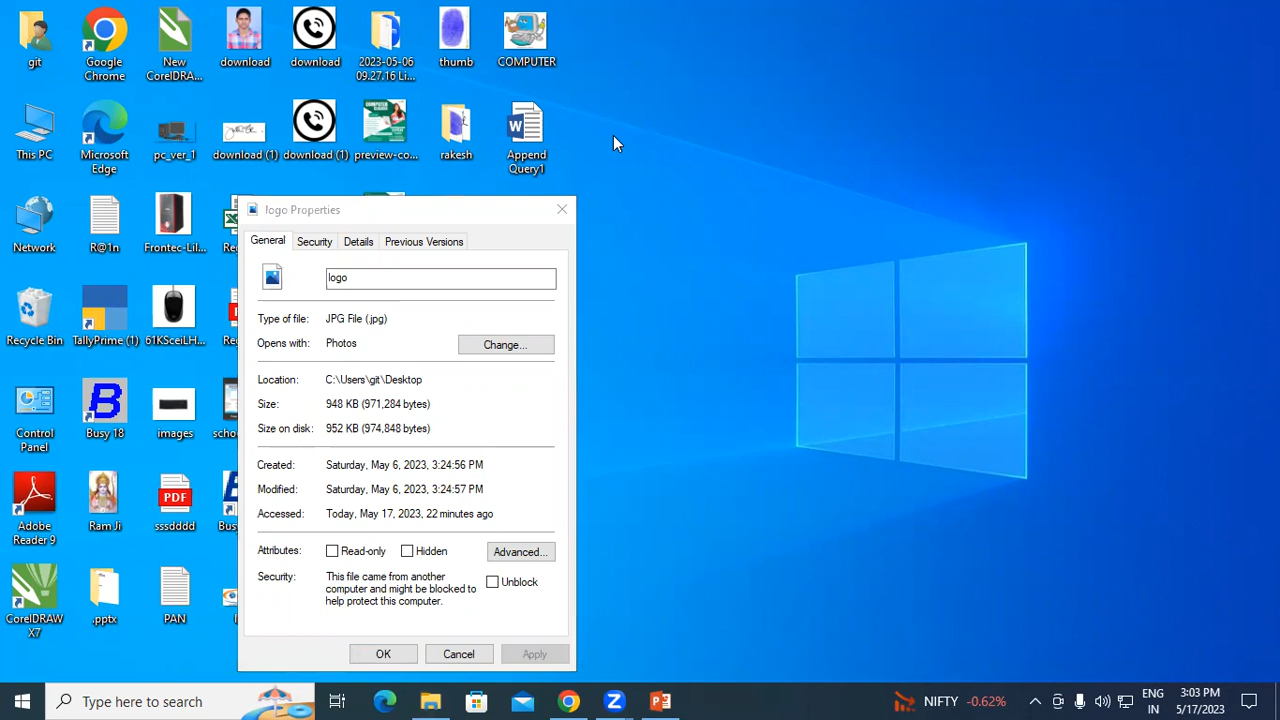 git
Google
Chrome
New
CorelDRA...
download
download
2023-05-06
09.27.16 Li...
thumb
COMPUTER
This PC
Microsoft
Edge
pc_ver_1
download (1)
download (1)
preview-co...
rakesh
Append
Query1
Network
R@1n
Frontec-Lil...
Recycle Bin
TallyPrime (1)
61KSceiLH...
Control
Panel
Busy 18
images
Adobe
Reader 9
Ram Ji
PDF
sssdddd
CorelDRAW
X7
.pptx
PAN
logo Properties
General
Security
Details
Previous Versions
logo
Type of file: JPG File (.jpg)
Opens with: Photos
Change...
Location: C:\Users\git\Desktop
Size: 948 KB (971,284 bytes)
Size on disk: 952 KB (974,848 bytes)
Created: Saturday, May 6, 2023, 3:24:56 PM
Modified: Saturday, May 6, 2023, 3:24:57 PM
Accessed: Today, May 17, 2023, 22 minutes ago
Attributes: Read-only Hidden Advanced...
Security: This file came from another
computer and might be blocked to
help protect this computer.
Unblock
OK Cancel Apply
Type here to search
NIFTY -0.62%
ENG
IN
3:03 PM
5/17/2023